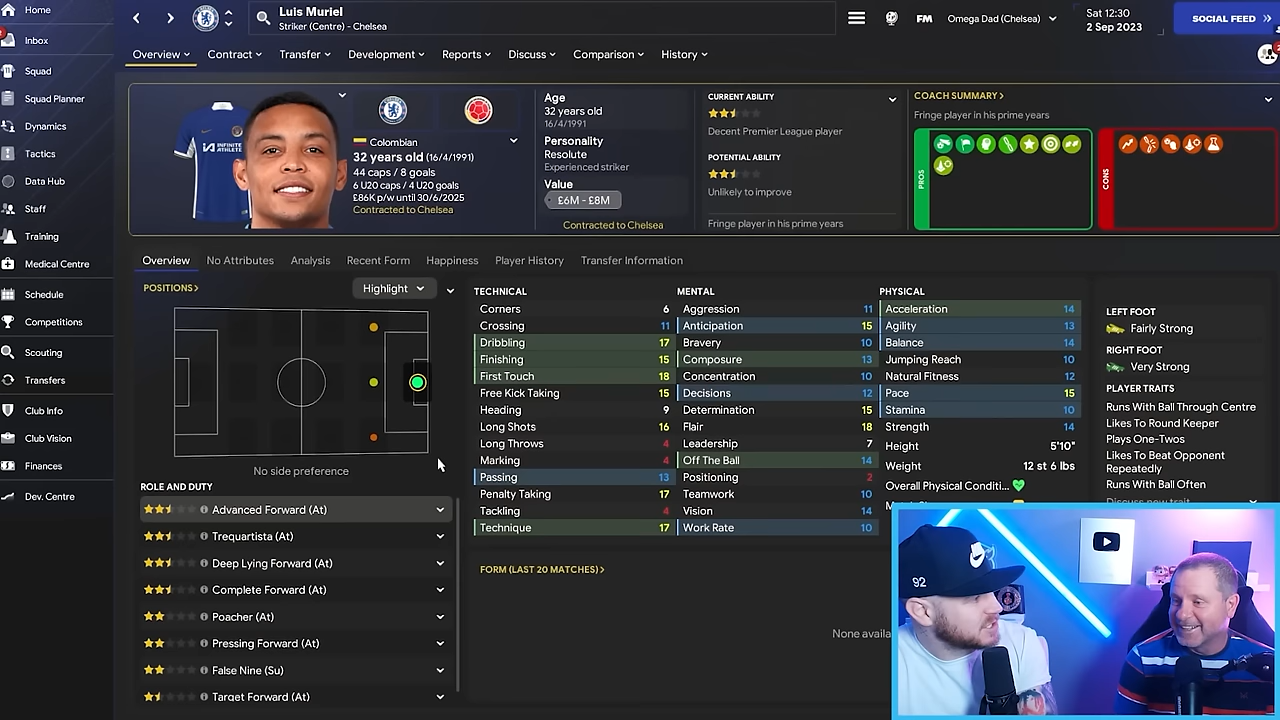 Home
Inbox
Squad
Squad Planner
Dynamics
Tactics
Data Hub
Staff
Training
Medical Centre
Schedule
Competitions
Scouting
Transfers
Club Info
Club Vision
Finances
Dev. Centre
Luis Muriel
Striker (Centre) - Chelsea
FM
Omega Dad (Chelsea)
Sat 12:30
2 Sep 2023
SOCIAL FEED
Overview
Contract
Transfer
Development
Reports
Discuss
Comparison
History
INFINITE
ATHLETE
Colombian
32 years old (16/4/1991)
44 caps / 8 goals
6 U20 caps / 4 U20 goals
£86K p/w until 30/6/2025
Contracted to Chelsea
Age
32 years old
16/4/1991
Personality
Resolute
Experienced striker
Value
£6M - £8M
Contracted to Chelsea
CURRENT ABILITY
Decent Premier League player
POTENTIAL ABILITY
Unlikely to improve
Fringe player in his prime years
COACH SUMMARY >
Fringe player in his prime years
PROS
CONS
Overview
No Attributes
Analysis
Recent Form
Happiness
Player History
Transfer Information
POSITIONS >
Highlight
No side preference
ROLE AND DUTY
Advanced Forward (At)
Trequartista (At)
Deep Lying Forward (At)
Complete Forward (At)
Poacher (At)
Pressing Forward (At)
False Nine (Su)
Target Forward (At)
TECHNICAL
Corners 6
Crossing 11
Dribbling 17
Finishing 15
First Touch 18
Free Kick Taking 15
Heading 9
Long Shots 16
Long Throws 4
Marking 4
Passing 13
Penalty Taking 17
Tackling 4
Technique 17
MENTAL
Aggression 11
Anticipation 15
Bravery 10
Composure 13
Concentration 10
Decisions 12
Determination 15
Flair 18
Leadership 7
Off The Ball 14
Positioning 2
Teamwork 10
Vision 14
Work Rate 10
PHYSICAL
Acceleration 14
Agility 13
Balance 14
Jumping Reach 10
Natural Fitness 12
Pace 15
Stamina 10
Strength 14
Height 5'10"
Weight 12 st 6 lbs
Overall Physical Conditi...
LEFT FOOT
Fairly Strong
RIGHT FOOT
Very Strong
PLAYER TRAITS
Runs With Ball Through Centre
Likes To Round Keeper
Plays One-Twos
Likes To Beat Opponent
Repeatedly
Runs With Ball Often
Discuss new trait
FORM (LAST 20 MATCHES) >
None availa
92